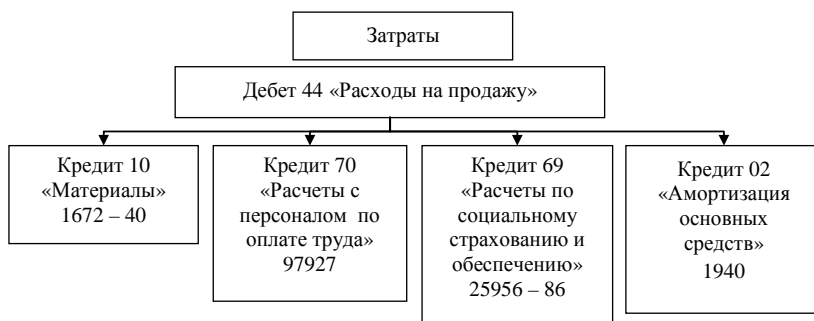 Затраты
Дебет 44 «Расходы на продажу»
Кредит 10
«Материалы»
1672 – 40
Кредит 70
«Расчеты с
персоналом по
оплате труда»
97927
Кредит 69
«Расчеты по
социальному
страхованию и
обеспечению»
25956 – 86
Кредит 02
«Амортизация
основных
средств»
1940